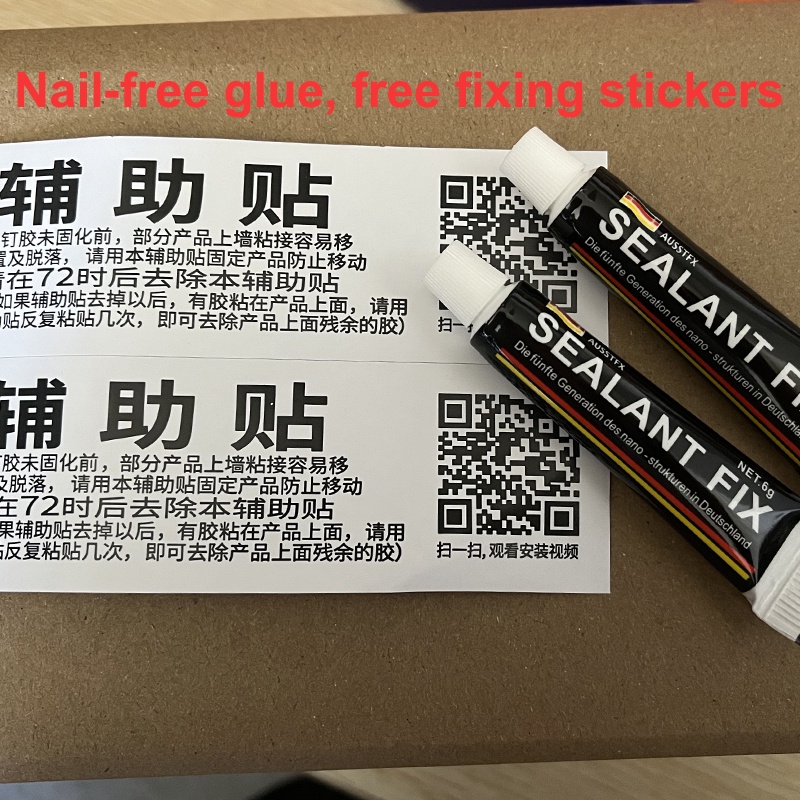 Nail-free glue, free fixing stickers
辅助贴
钉胶未固化前，部分产品上墙粘接容易移
置及脱落，请用本辅助贴固定产品防止移动
请在72时后去除本辅助贴
如果辅助贴去掉以后，有胶粘在产品上面，请用
贴反复粘贴几次，即可去除产品上面残余的胶）
扫一
辅助贴
胶未固化前，部分产品上墙粘接容易移
及脱落，请用本辅助贴固定产品防止移动
在72时后去除本辅助贴
果辅助贴去掉以后，有胶粘在产品上面，请用
贴反复粘贴几次，即可去除产品上面残余的胶）
扫一扫,观看安装视频
AUSSTFX
SEALANT FI
Die fünfte Generation des nano - strukturen in Deutschla
AUSSTFX
SEALANT FIX
Die fünfte Generation des nano - strukturen in Deutschland
NET.6g